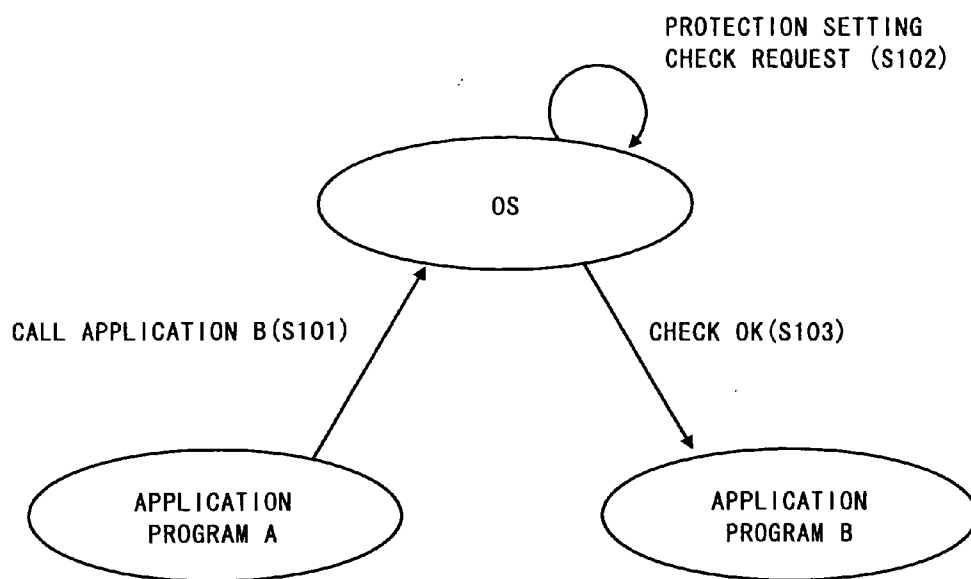 PROTECTION SETTING
CHECK REQUEST (S102)
OS
CALL APPLICATION B(S101)
CHECK OK(S103)
APPLICATION
PROGRAM A
APPLICATION
PROGRAM B